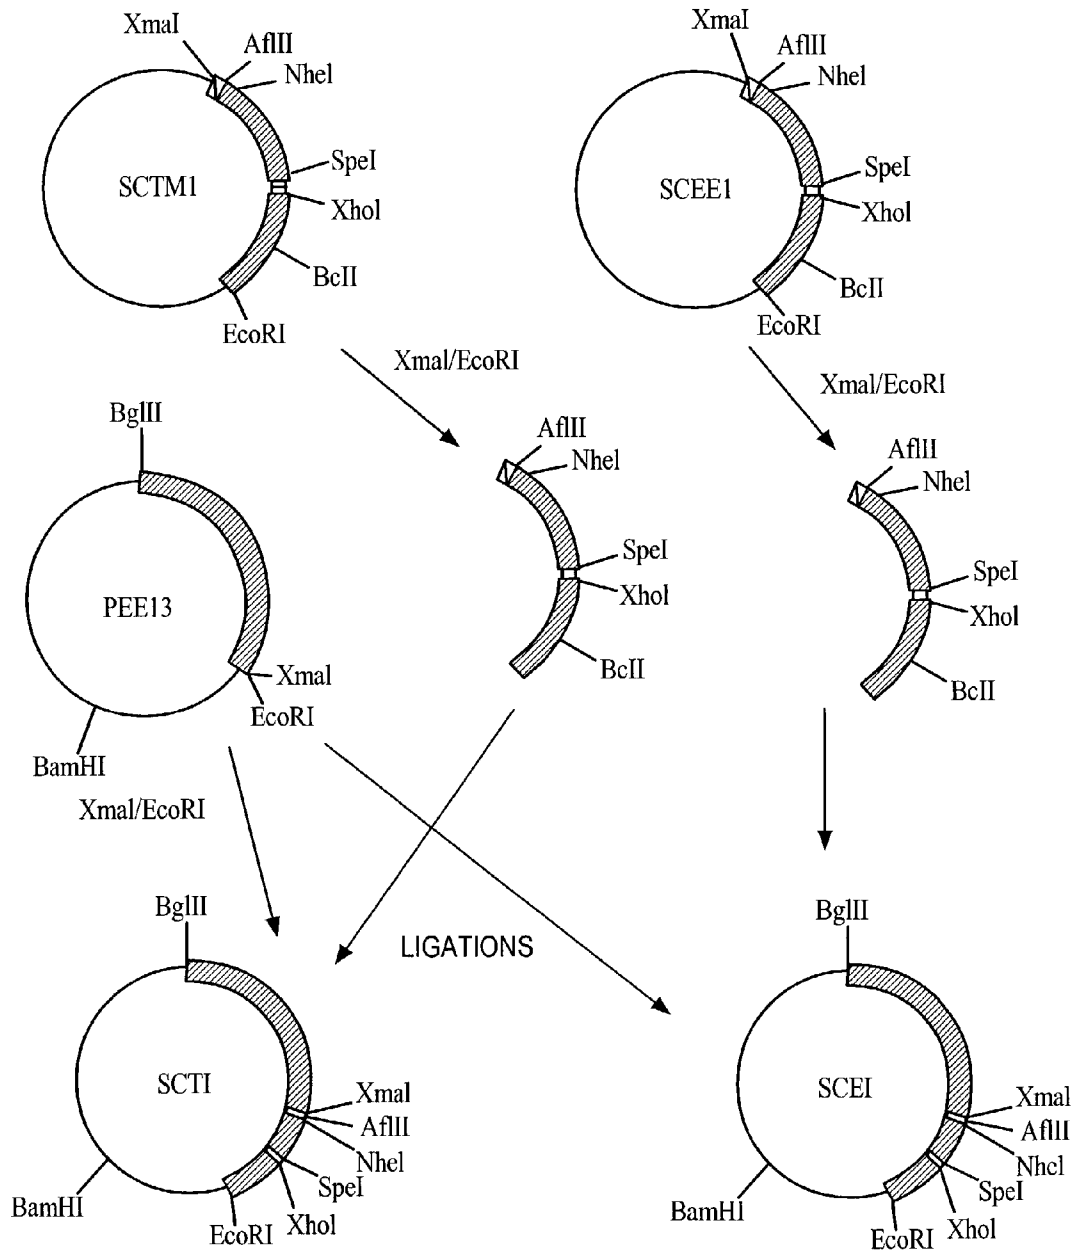 XmaI
AflII
NheI
SCTM1
SpeI
XhoI
BclI
EcoRI
XmaI
AflII
NheI
SCEE1
SpeI
XhoI
BclI
EcoRI
XmaI/EcoRI
XmaI/EcoRI
BglII
PEE13
XmaI
EcoRI
BamHI
AflII
NheI
SpeI
XhoI
BclI
AflII
NheI
SpeI
XhoI
BclI
XmaI/EcoRI
LIGATIONS
BglII
SCTI
XmaI
AflII
NheI
SpeI
XhoI
EcoRI
BamHI
BglII
SCEI
XmaI
AflII
NhcI
SpeI
XhoI
EcoRI
BamHI